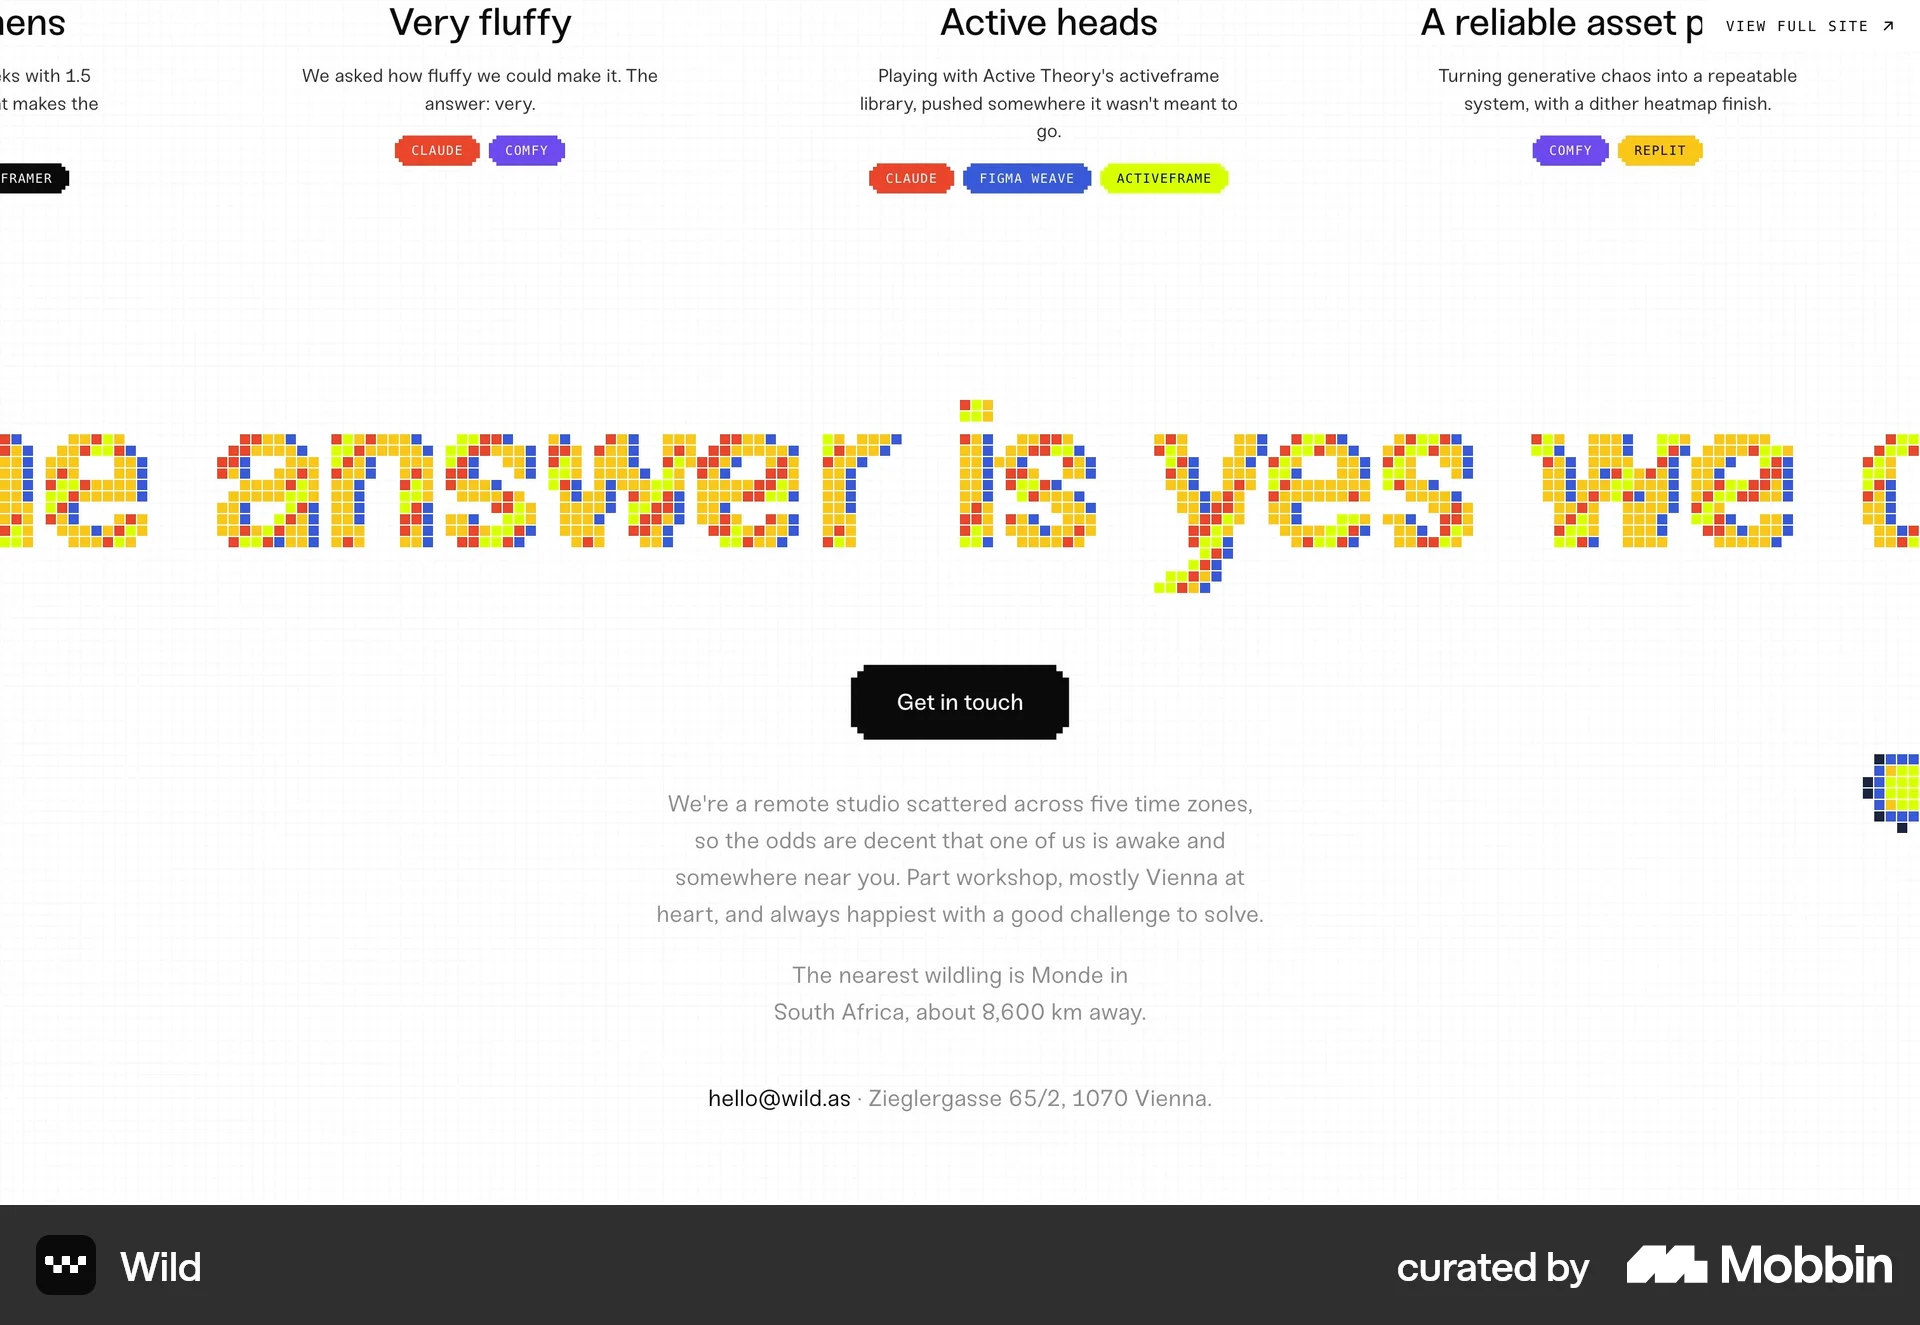 ens
Very fluffy
Active heads
A reliable asset p
VIEW FULL SITE
ks with 1.5
t makes the
FRAMER
We asked how fluffy we could make it. The
answer: very.
CLAUDE COMFY
Playing with Active Theory's activeframe
library, pushed somewhere it wasn't meant to
go.
CLAUDE FIGMA WEAVE ACTIVEFRAME
Turning generative chaos into a repeatable
system, with a dither heatmap finish.
COMFY REPLIT
e answer is yes we
Get in touch
We're a remote studio scattered across five time zones,
so the odds are decent that one of us is awake and
somewhere near you. Part workshop, mostly Vienna at
heart, and always happiest with a good challenge to solve.
The nearest wildling is Monde in
South Africa, about 8,600 km away.
hello@wild.as · Zieglergasse 65/2, 1070 Vienna.
Wild
curated by Mobbin